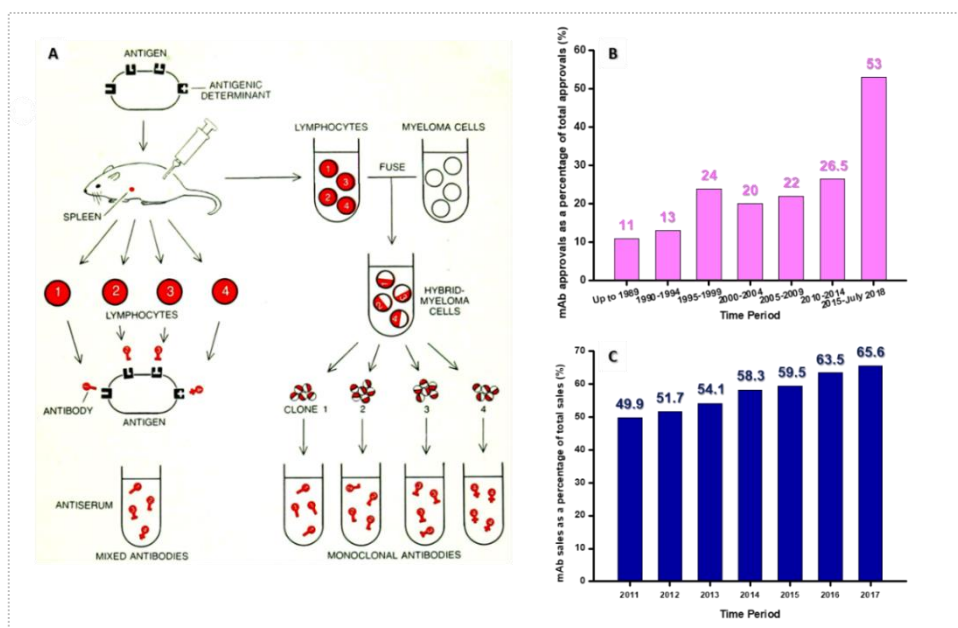 A
ANTIGEN
ANTIGENIC
DETERMINANT
SPLEEN
LYMPHOCYTES
MYELOMA CELLS
1
3
2
4
FUSE
1
2
3
4
LYMPHOCYTES
HYBRID-
MYELOMA
CELLS
4
ANTIBODY
ANTIGEN
CLONE 1
2
3
4
ANTISERUM
MIXED ANTIBODIES
MONOCLONAL ANTIBODIES
B
mAb approvals as a percentage of total approvals (%)
60
50
40
30
20
10
0
11
13
24
20
22
26.5
53
Up to 1989
1990-1994
1995-1999
2000-2004
2005-2009
2010-2014
2015-July 2018
Time Period
C
mAb sales as a percentage of total sales (%)
70
60
50
40
30
20
10
0
49.9
51.7
54.1
58.3
59.5
63.5
65.6
2011
2012
2013
2014
2015
2016
2017
Time Period